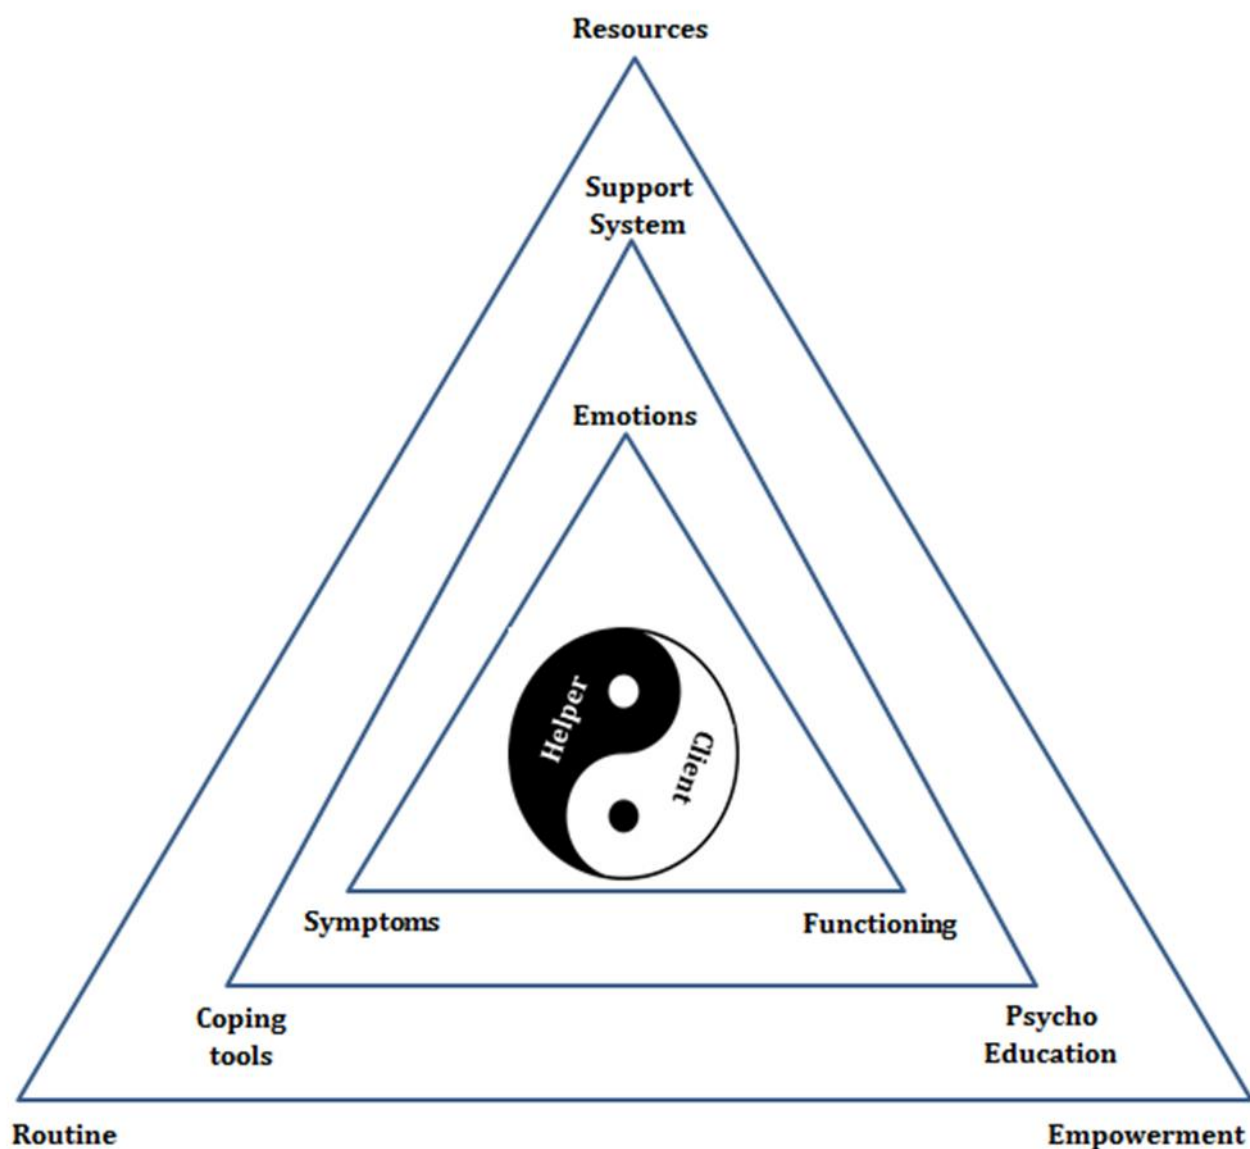 Resources
Support
System
Emotions
Helper
Client
Symptoms
Functioning
Coping
tools
Psycho
Education
Routine
Empowerment